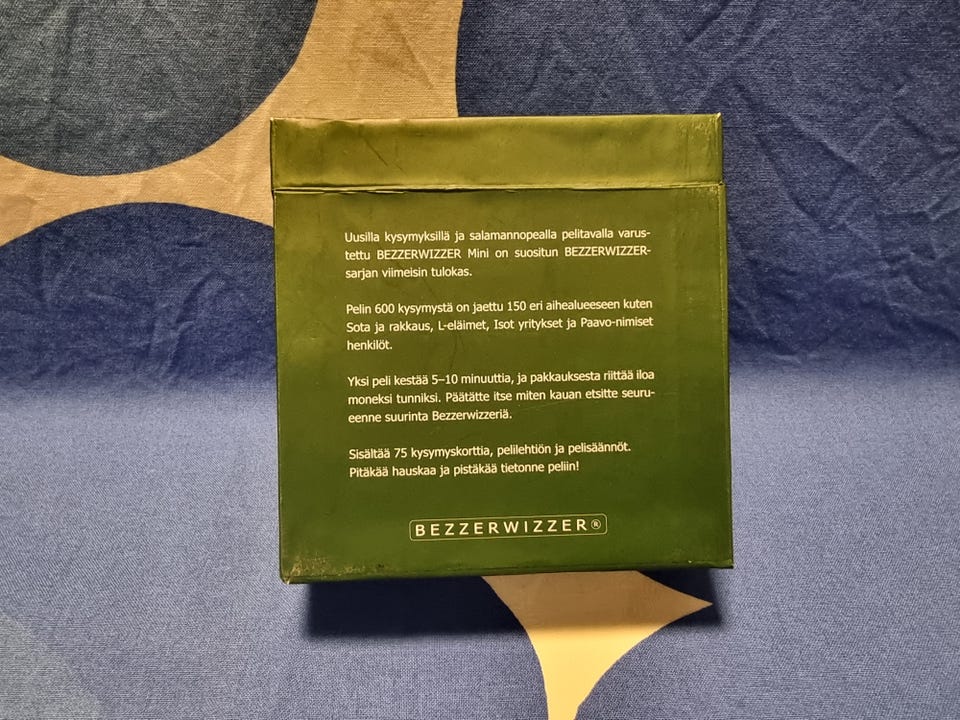 Uusilla kysymyksillä ja salamannopealla pelitavalla varus-
tettu BEZZERWIZZER Mini on suositun BEZZERWIZZER-
sarjan viimeisin tulokas.
Pelin 600 kysymystä on jaettu 150 eri aihealueeseen kuten
Sota ja rakkaus, L-eläimet, Isot yritykset ja Paavo-nimiset
henkilöt.
Yksi peli kestää 5–10 minuuttia, ja pakkauksesta riittää iloa
moneksi tunniksi. Päätätte itse miten kauan etsitte seuru-
eenne suurinta Bezzerwizzeriä.
Sisältää 75 kysymyskorttia, pelilehtiön ja pelisäännöt.
Pitäkää hauskaa ja pistäkää tietonne peliin!
BEZZERWIZZER®